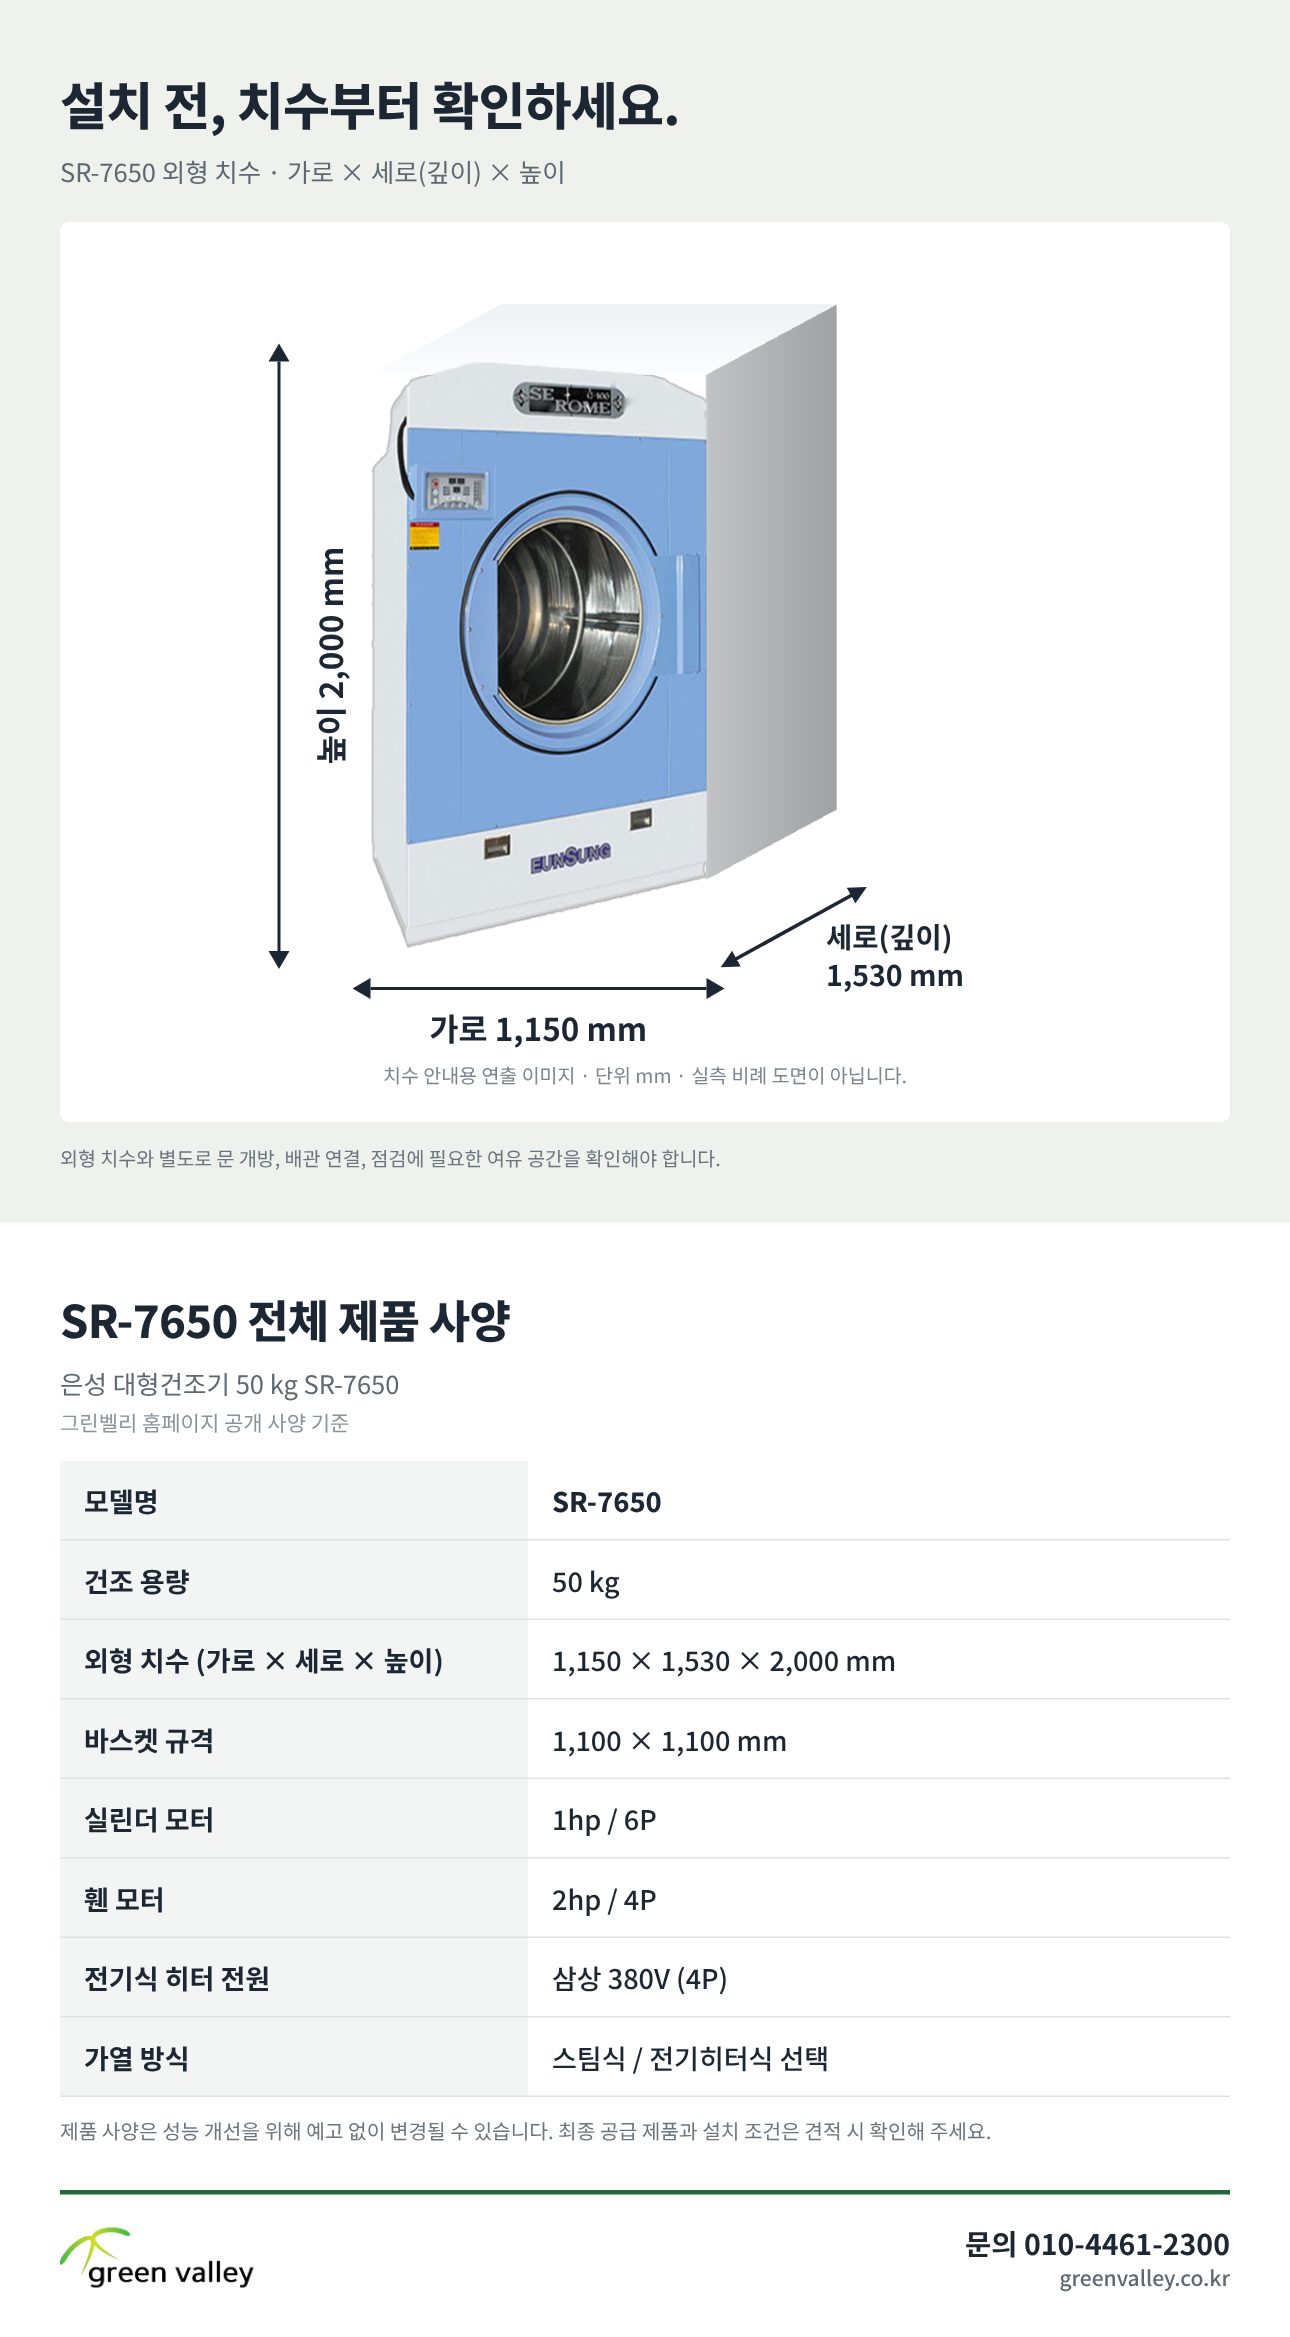 설치 전, 치수부터 확인하세요.
SR-7650 외형 치수 · 가로 × 세로(깊이) × 높이
SE ROME
높이 2,000 mm
EUNSUNG
세로(깊이)
1,530 mm
가로 1,150 mm
치수 안내용 연출 이미지 · 단위 mm · 실측 비례 도면이 아닙니다.
외형 치수와 별도로 문 개방, 배관 연결, 점검에 필요한 여유 공간을 확인해야 합니다.
SR-7650 전체 제품 사양
은성 대형건조기 50 kg SR-7650
그린벨리 홈페이지 공개 사양 기준
모델명 SR-7650
건조 용량 50 kg
외형 치수 (가로 × 세로 × 높이) 1,150 × 1,530 × 2,000 mm
바스켓 규격 1,100 × 1,100 mm
실린더 모터 1hp / 6P
휀 모터 2hp / 4P
전기식 히터 전원 삼상 380V (4P)
가열 방식 스팀식 / 전기히터식 선택
제품 사양은 성능 개선을 위해 예고 없이 변경될 수 있습니다. 최종 공급 제품과 설치 조건은 견적 시 확인해 주세요.
green valley
문의 010-4461-2300
greenvalley.co.kr